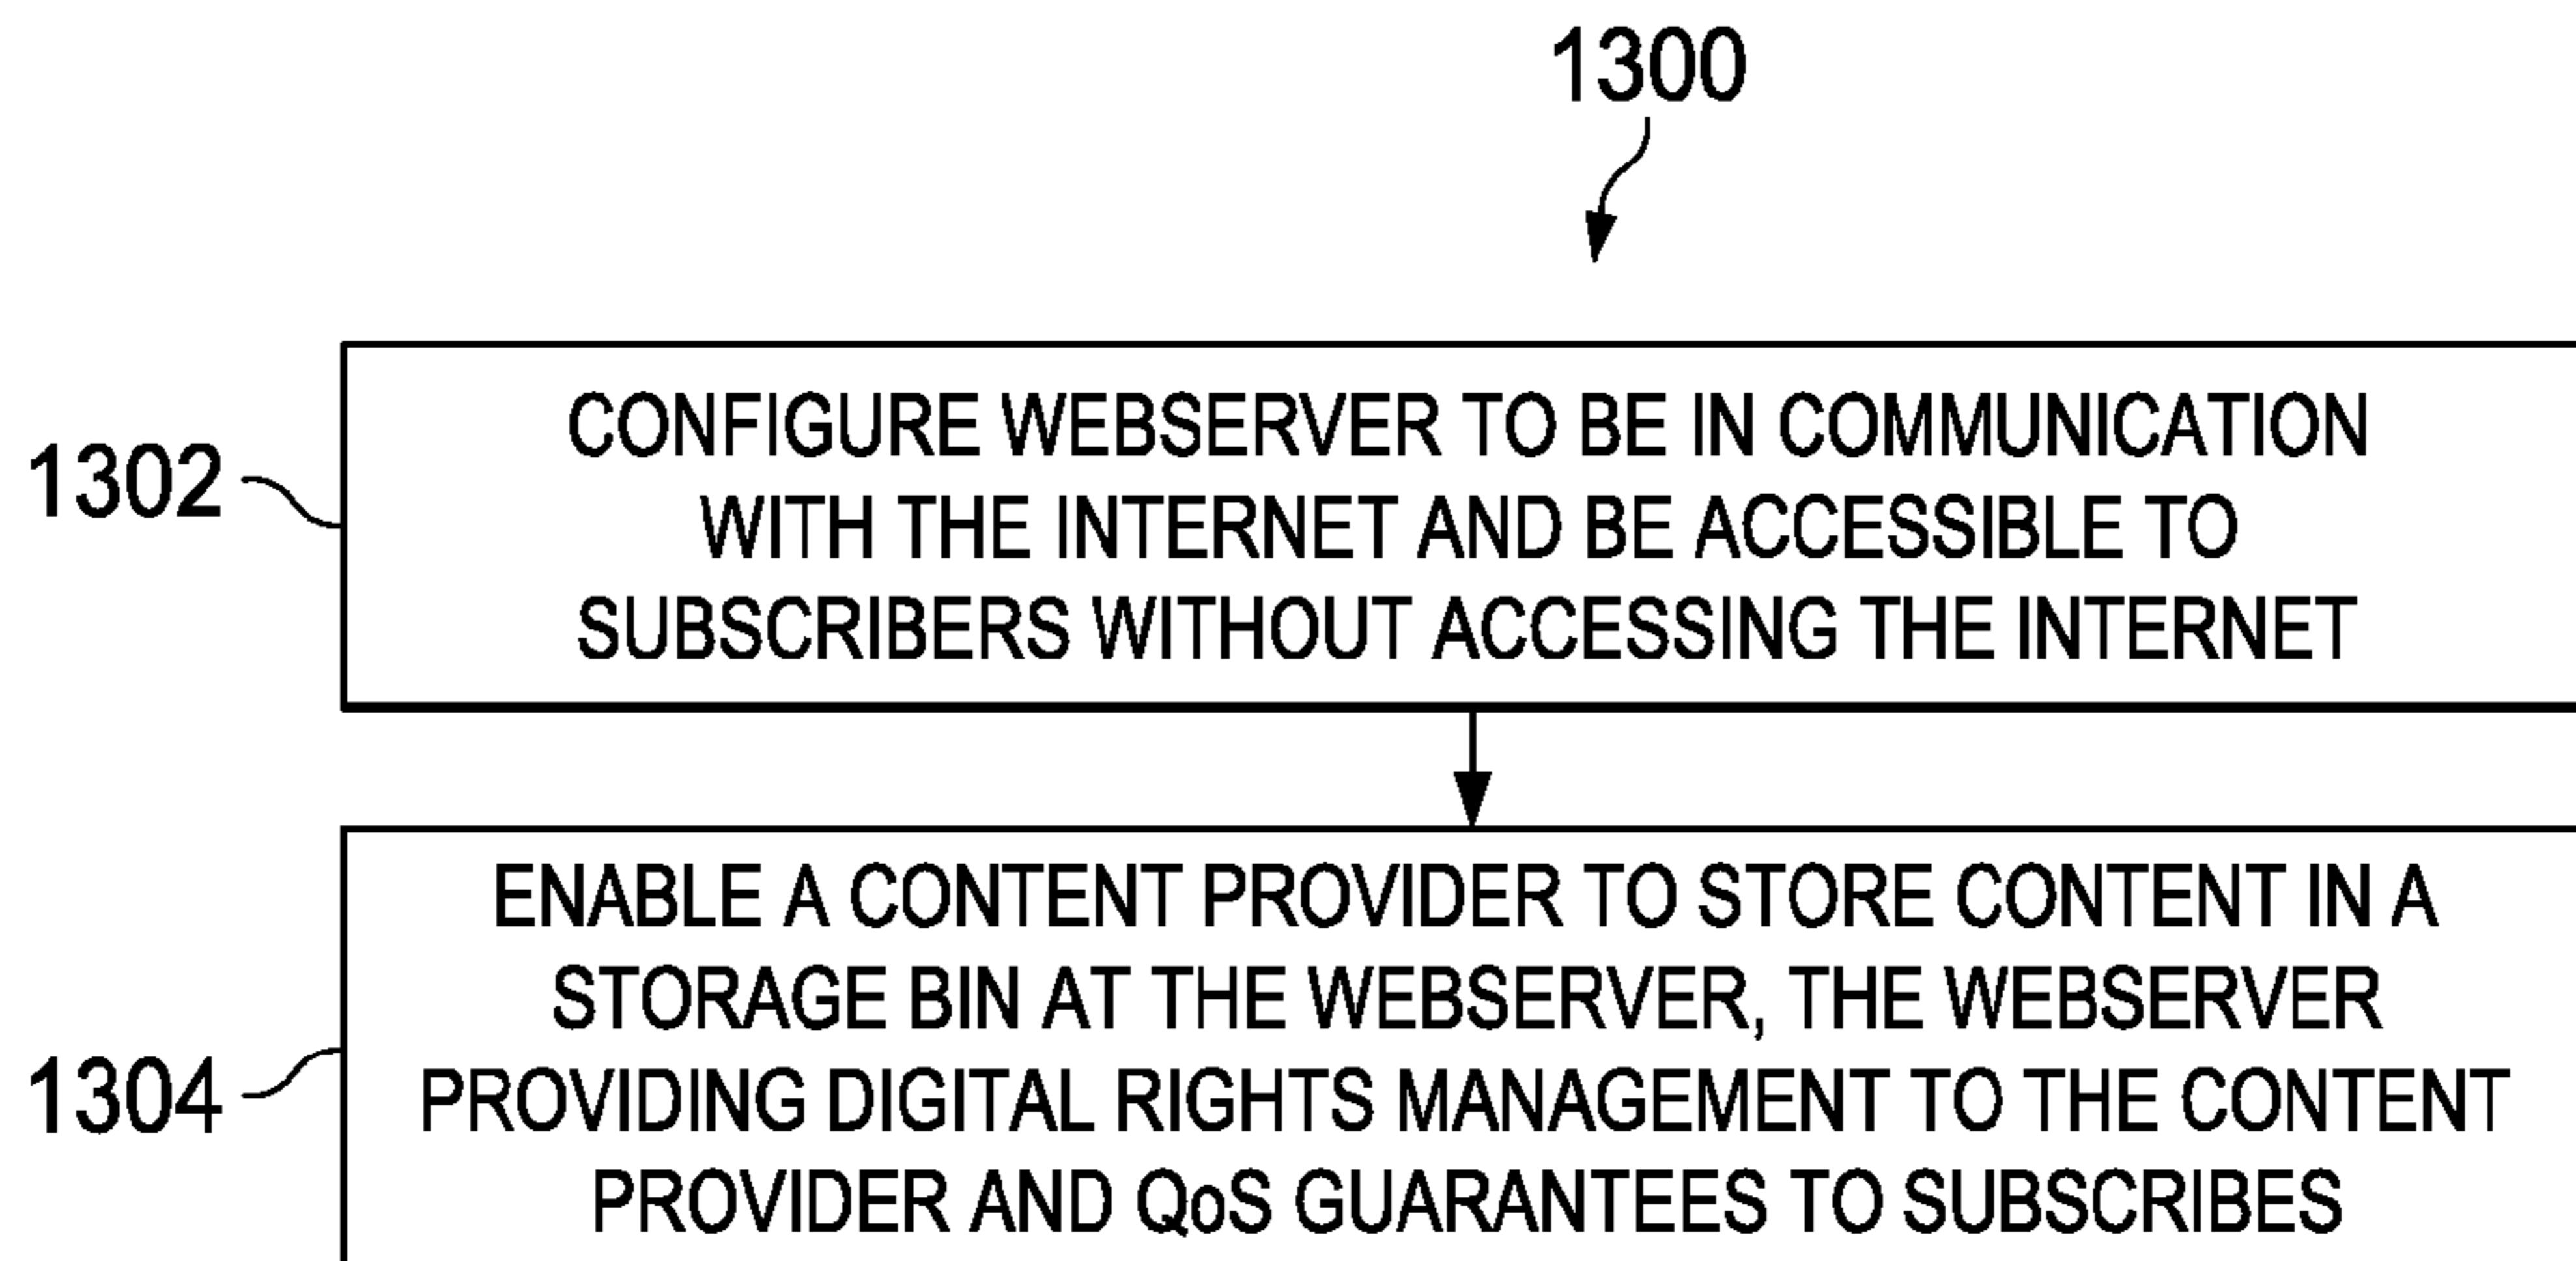 1300
1302
CONFIGURE WEBSERVER TO BE IN COMMUNICATION
WITH THE INTERNET AND BE ACCESSIBLE TO
SUBSCRIBERS WITHOUT ACCESSING THE INTERNET
1304
ENABLE A CONTENT PROVIDER TO STORE CONTENT IN A
STORAGE BIN AT THE WEBSERVER, THE WEBSERVER
PROVIDING DIGITAL RIGHTS MANAGEMENT TO THE CONTENT
PROVIDER AND QoS GUARANTEES TO SUBSCRIBES